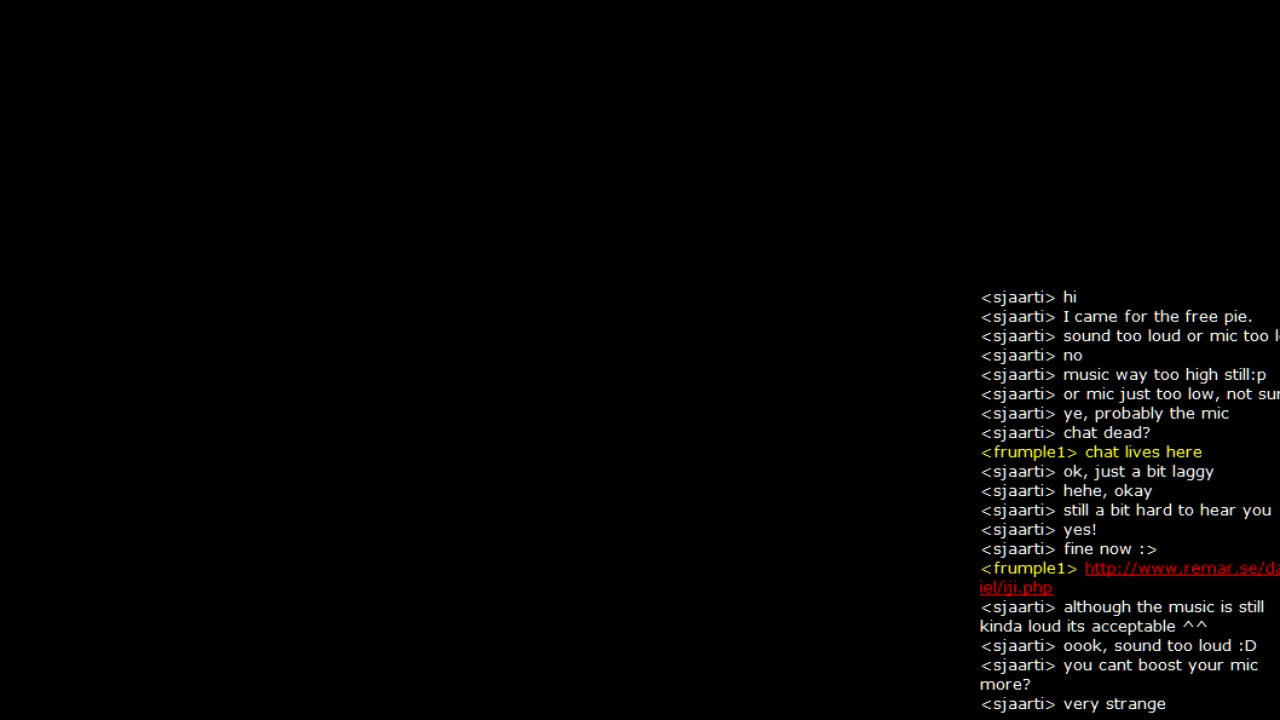 <sjaarti> hi
<sjaarti> I came for the free pie.
<sjaarti> sound too loud or mic too
<sjaarti> no
<sjaarti> music way too high still:p
<sjaarti> or mic just too low, not
<sjaarti> ye, probably the mic
<sjaarti> chat dead?
<frumple1> chat lives here
<sjaarti> ok, just a bit laggy
<sjaarti> hehe, okay
<sjaarti> still a bit hard to hear you
<sjaarti> yes!
<sjaarti> fine now :>
<frumple1> http://www.remar.se/da
iel/iji.php
<sjaarti> although the music is still
kinda loud its acceptable ^^
<sjaarti> oook, sound too loud :D
<sjaarti> you cant boost your mic
more?
<sjaarti> very strange